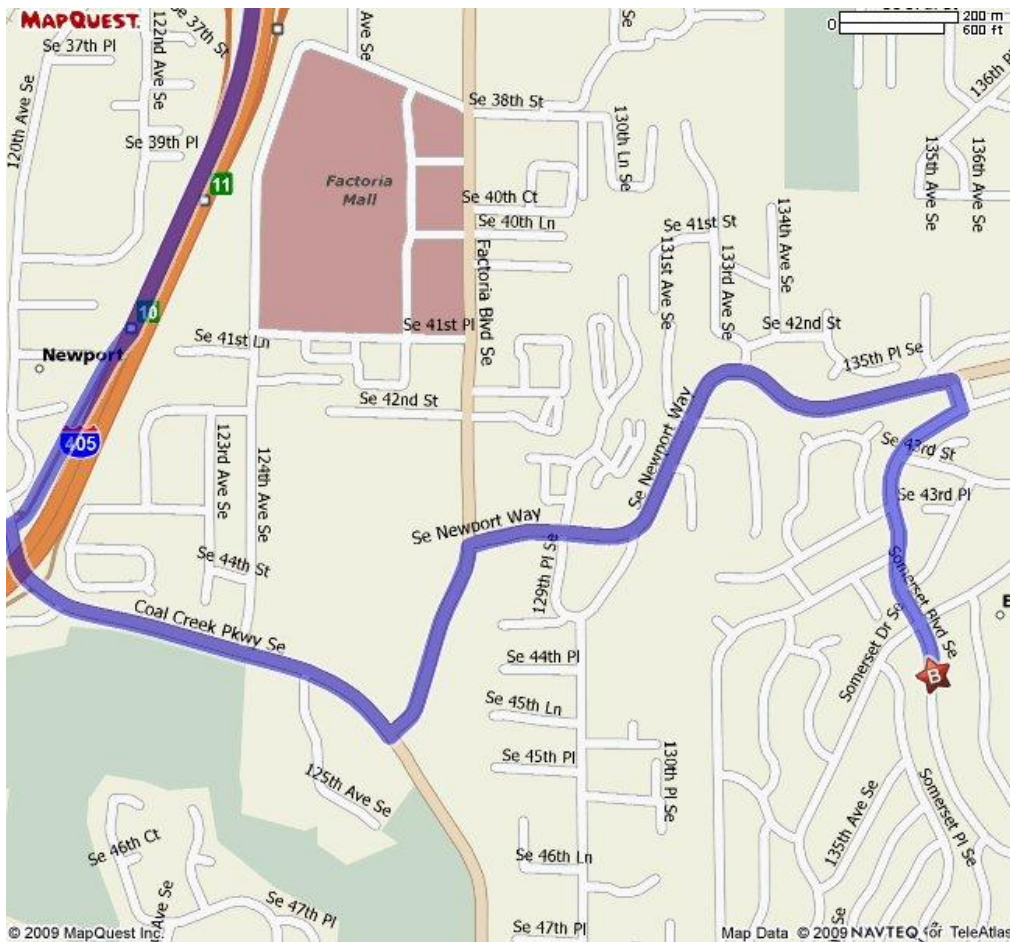 MAPQUEST.
0
200 m
600 ft
Se 37th Pl
122nd Ave Se
Se 37th St
Ave Se
Se
136th Pl
120th Ave Se
Se 39th Pl
Se 38th St
130th Ln Se
135th Ave Se
136th Ave Se
11
Factoria
Mall
Se 40th Ct
Se 40th Ln
Se 41st St
134th Ave Se
131st Ave Se
133rd Ave Se
Factoria Blvd Se
10
Newport
Se 41st Ln
Se 41st Pl
Se 42nd St
135th Pl Se
Se 42nd St
405
123rd Ave Se
124th Ave Se
Se Newport Way
Se Newport Way
Se 43rd St
Se 43rd Pl
Se 44th St
129th Pl Se
Coal Creek Pkwy Se
Somerset Blvd Se
Somerset Dr Se
E
B
Se 44th Pl
Se 45th Ln
Se 45th Pl
130th Pl Se
125th Ave Se
Somerset Pl Se
135th Ave Se
Se 46th Ct
Se 46th Ln
Ave Se
Se 47th Pl
Se 47th Pl
Se
© 2009 MapQuest Inc.
Map Data © 2009 NAVTEQ or TeleAtlas